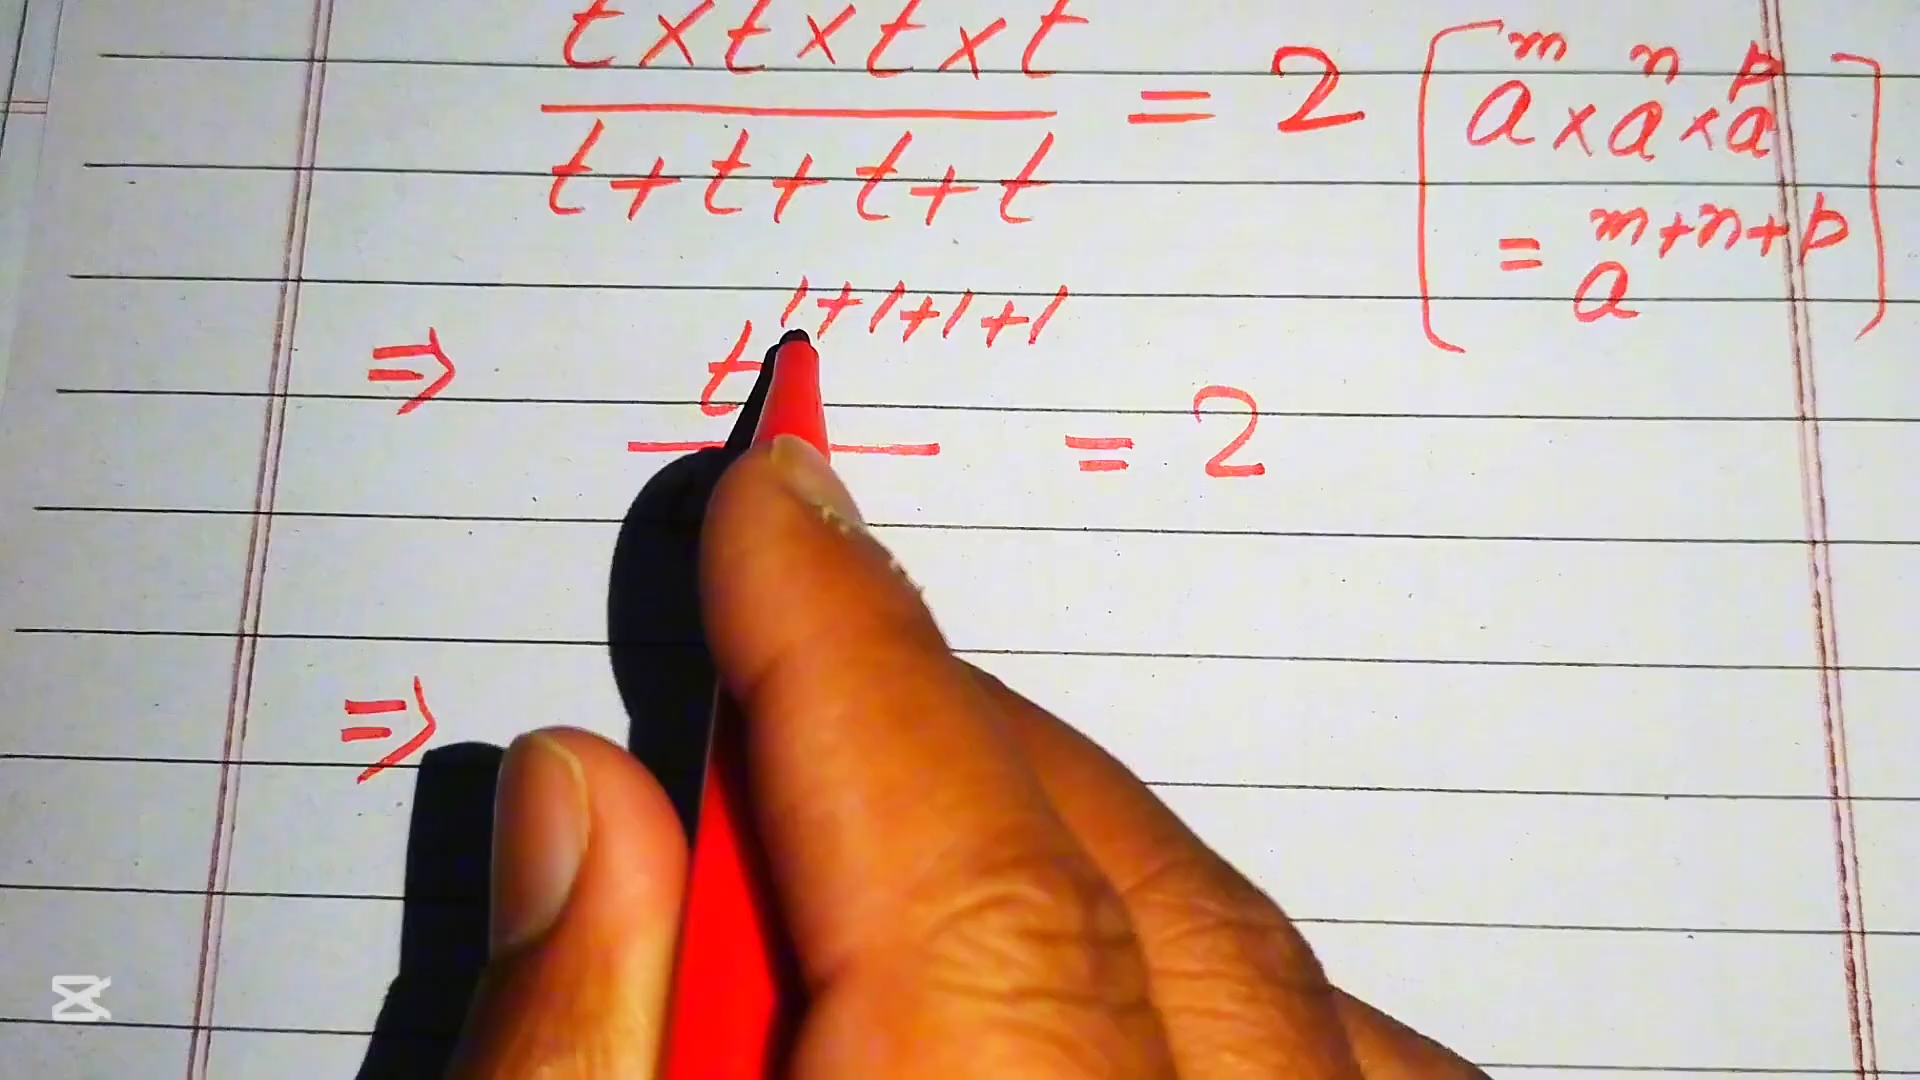 t × t × t × t
/ t + t + t + t = 2
[a^m × a^n × a^p
= a^{m+n+p}]
⇒ t^{1+1+1+1} / = 2
⇒